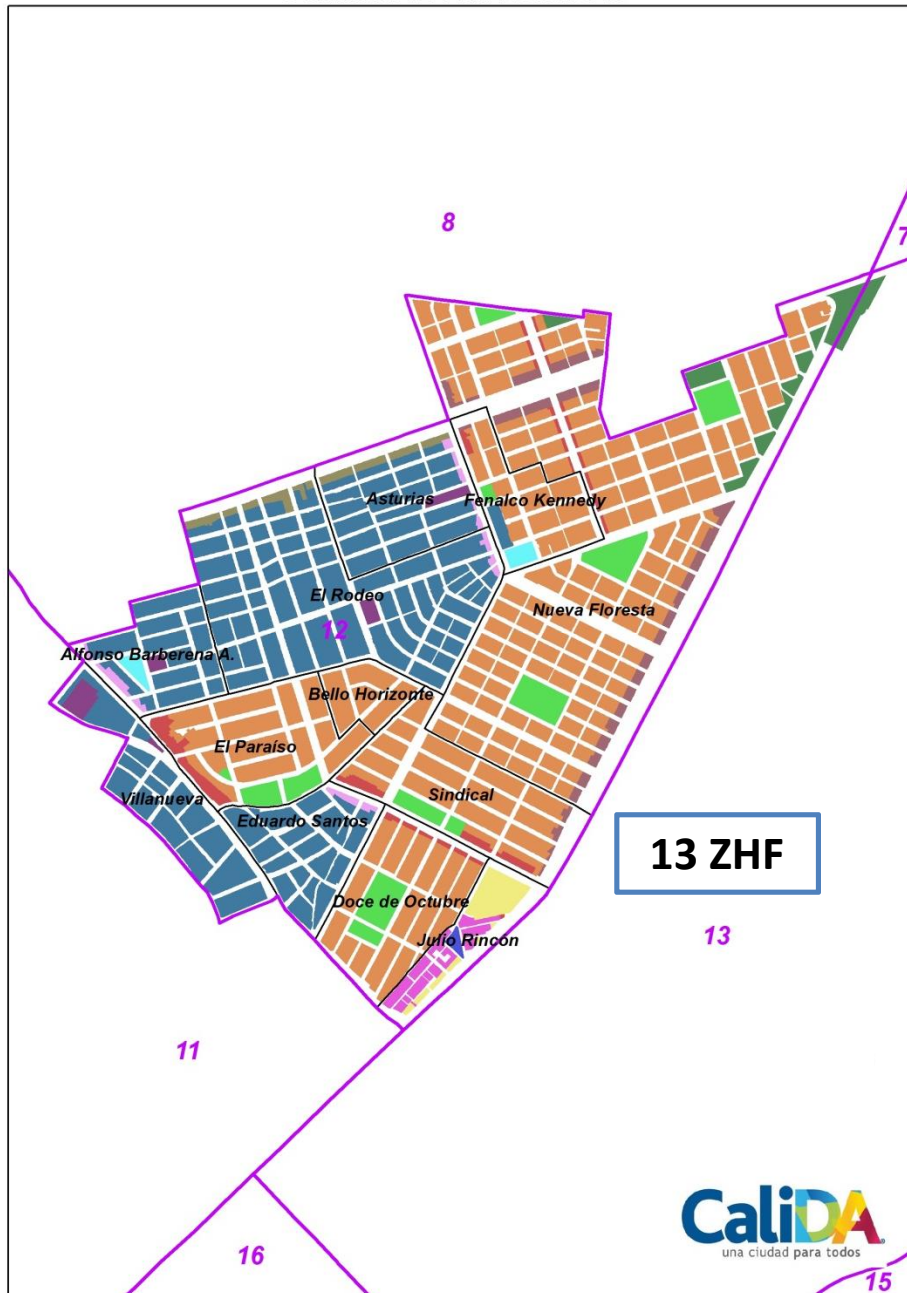 8
7
Asturias
Fenalco Kennedy
El Rodeo
Nueva Floresta
12
Alfonso Barberena A.
Bello Horizonte
El Paraíso
Villanueva
Sindical
Eduardo Santos
13 ZHF
Doce de Octubre
Julio Rincón
13
11
CaliDA
una ciudad para todos
16
15